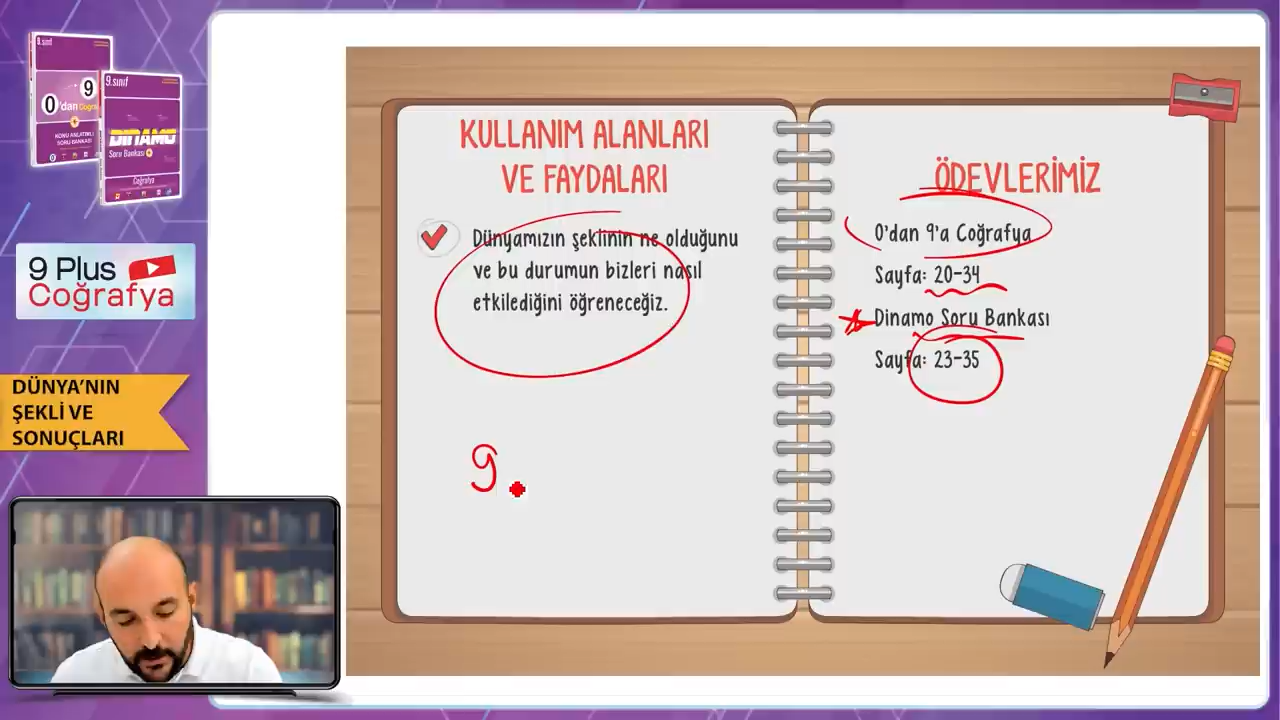 9.sınıf
0'dan
9
KONU ANLATIMLI
SORU BANKASI
9.sınıf
DİNAMO
Soru Bankası
Coğrafya
9 Plus
Coğrafya
DÜNYA'NIN
ŞEKLİ VE
SONUÇLARI
KULLANIM ALANLARI
VE FAYDALARI
Dünyamızın şeklinin ne olduğunu
ve bu durumun bizleri nasıl
etkilediğini öğreneceğiz.
9.
ÖDEVLERİMİZ
0'dan 9'a Coğrafya
Sayfa: 20-34
Dinamo Soru Bankası
Sayfa: 23-35